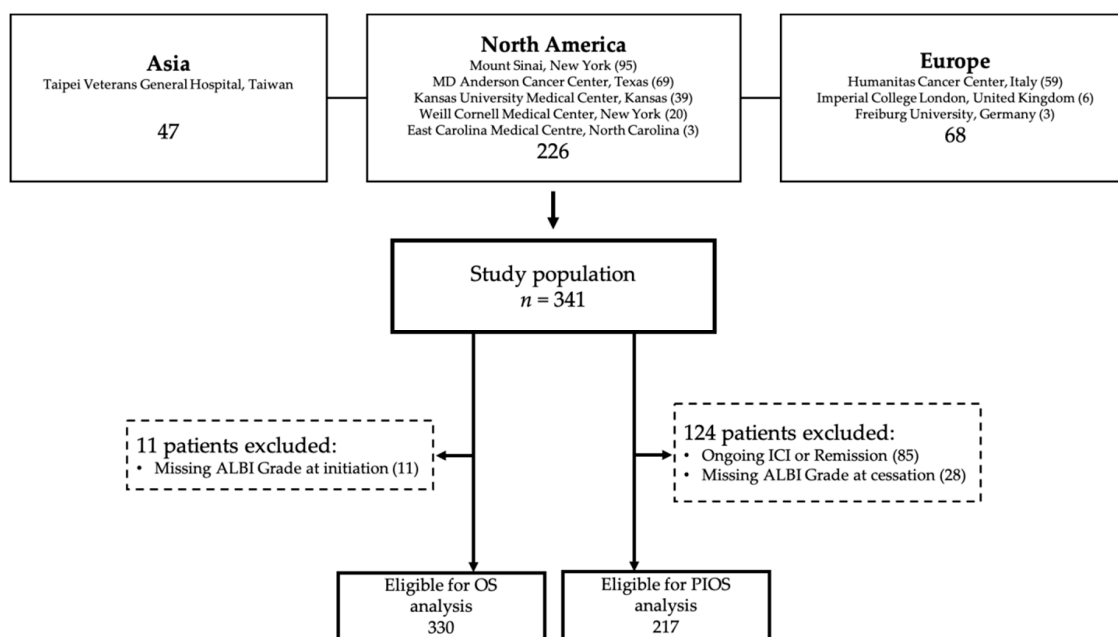 Asia
Taipei Veterans General Hospital, Taiwan
47
North America
Mount Sinai, New York (95)
MD Anderson Cancer Center, Texas (69)
Kansas University Medical Center, Kansas (39)
Weill Cornell Medical Center, New York (20)
East Carolina Medical Centre, North Carolina (3)
226
Europe
Humanitas Cancer Center, Italy (59)
Imperial College London, United Kingdom (6)
Freiburg University, Germany (3)
68
Study population
n = 341
11 patients excluded:
• Missing ALBI Grade at initiation (11)
124 patients excluded:
• Ongoing ICI or Remission (85)
• Missing ALBI Grade at cessation (28)
Eligible for OS
analysis
330
Eligible for PIOS
analysis
217